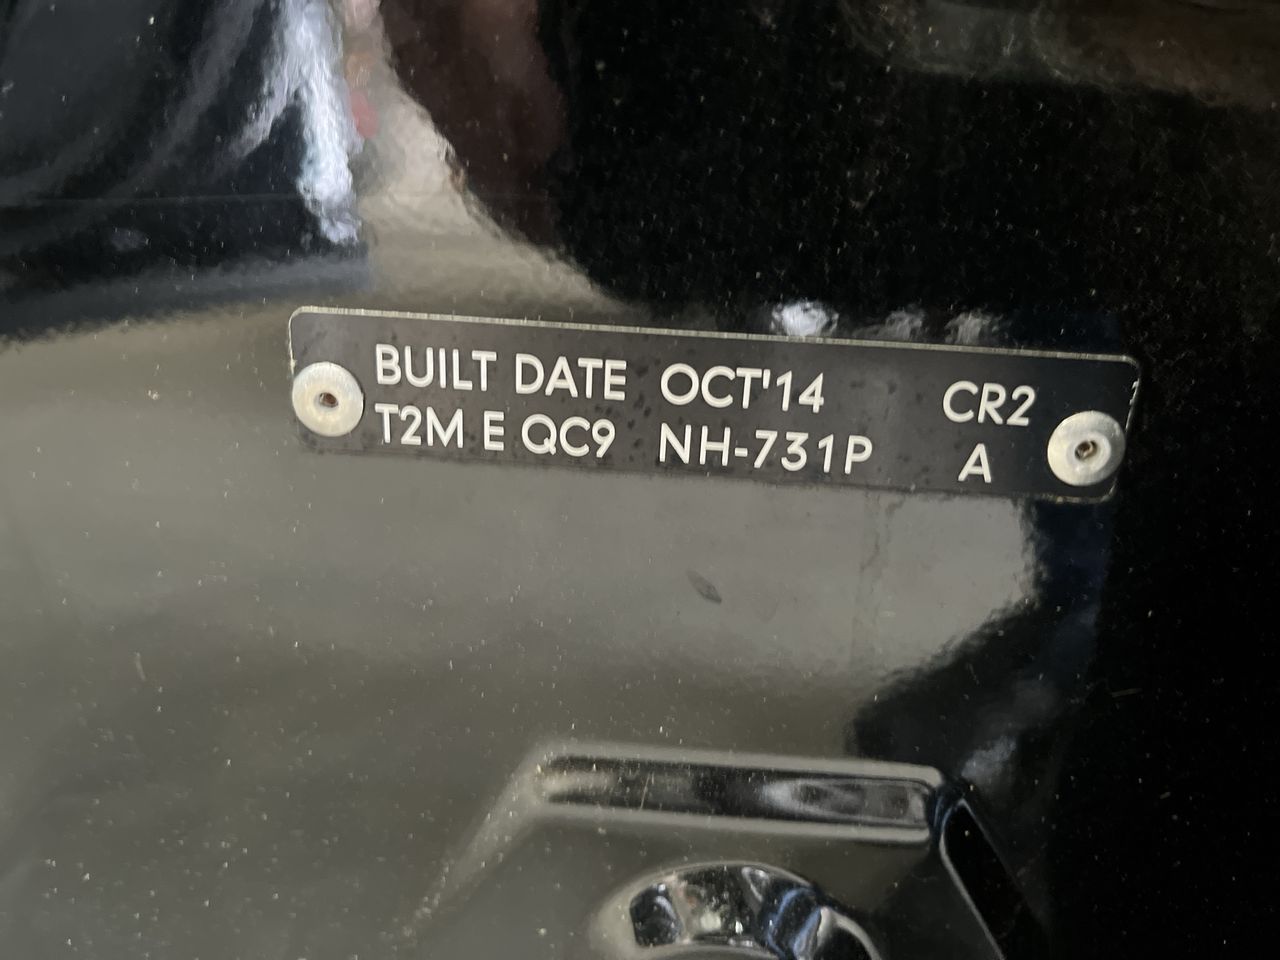 BUILT DATE OCT'14 CR2
T2M E QC9 NH-731P A